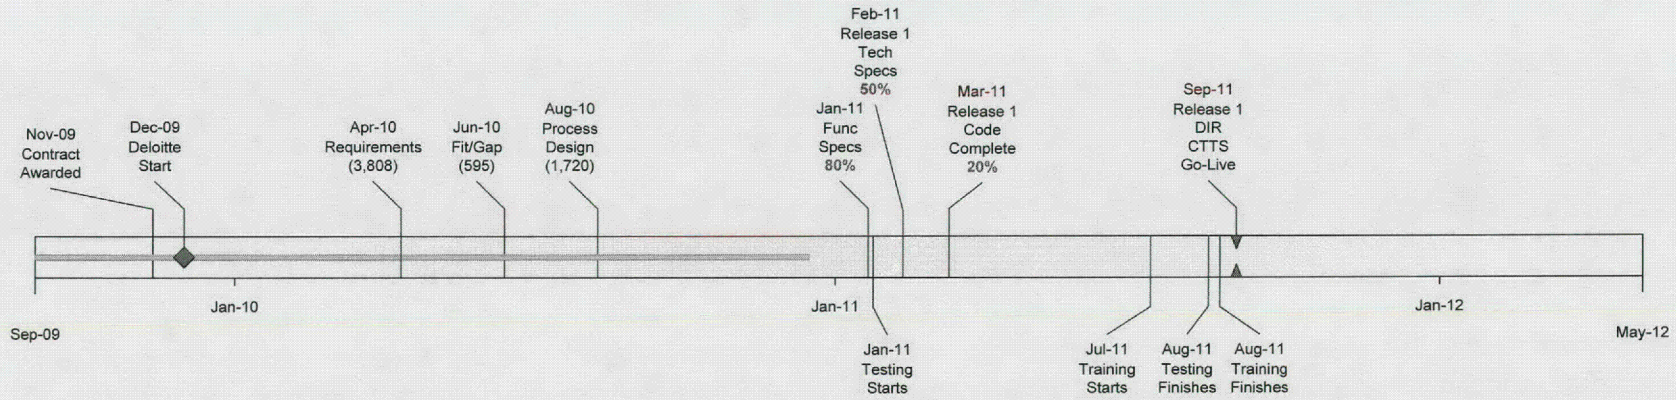 Nov-09
Contract
Awarded
Dec-09
Deloitte
Start
Apr-10
Requirements
(3,808)
Jun-10
Fit/Gap
(595)
Aug-10
Process
Design
(1,720)
Jan-11
Func
Specs
80%
Feb-11
Release 1
Tech
Specs
50%
Mar-11
Release 1
Code
Complete
20%
Sep-11
Release 1
DIR
CTTS
Go-Live
Jan-10
Jan-11
Jan-12
Sep-09
May-12
Jan-11
Testing
Starts
Jul-11
Training
Starts
Aug-11
Testing
Finishes
Aug-11
Training
Finishes